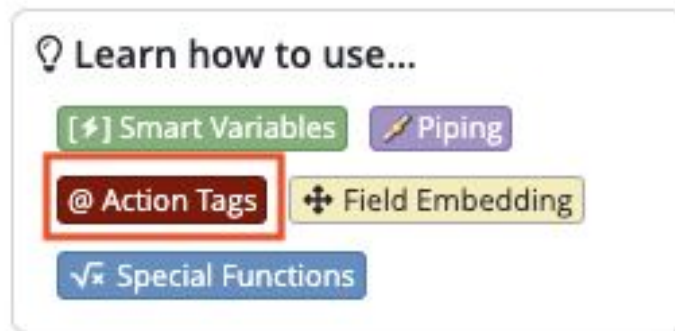 Learn how to use...
[⚡] Smart Variables Piping
@ Action Tags Field Embedding
√x Special Functions